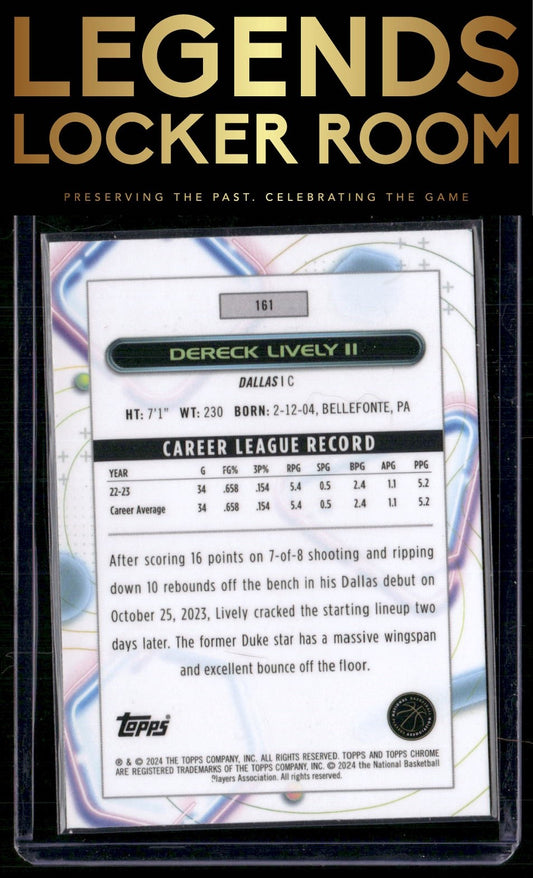 LEGENDS
LOCKER ROOM
PRESERVING THE PAST. CELEBRATING THE GAME
161
DERECK LIVELY II
DALLAS | C
HT: 7'1" WT: 230 BORN: 2-12-04, BELLEFONTE, PA
CAREER LEAGUE RECORD
YEAR G FG% 3P% RPG SPG BPG APG PPG
22-23 34 .658 .154 5.4 0.5 2.4 1.1 5.2
Career Average 34 .658 .154 5.4 0.5 2.4 1.1 5.2
After scoring 16 points on 7-of-8 shooting and ripping
down 10 rebounds off the bench in his Dallas debut on
October 25, 2023, Lively cracked the starting lineup two
days later. The former Duke star has a massive wingspan
and excellent bounce off the floor.
Topps
® & © 2024 THE TOPPS COMPANY, INC. ALL RIGHTS RESERVED. TOPPS AND TOPPS CHROME
ARE REGISTERED TRADEMARKS OF THE TOPPS COMPANY, INC. © 2024 the National Basketball
Players Association. All rights reserved.